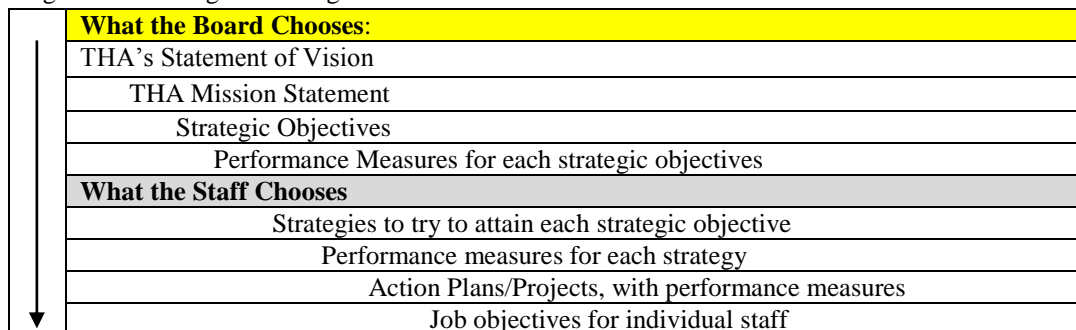 What the Board Chooses:
THA's Statement of Vision
THA Mission Statement
Strategic Objectives
Performance Measures for each strategic objectives
What the Staff Chooses
Strategies to try to attain each strategic objective
Performance measures for each strategy
Action Plans/Projects, with performance measures
Job objectives for individual staff